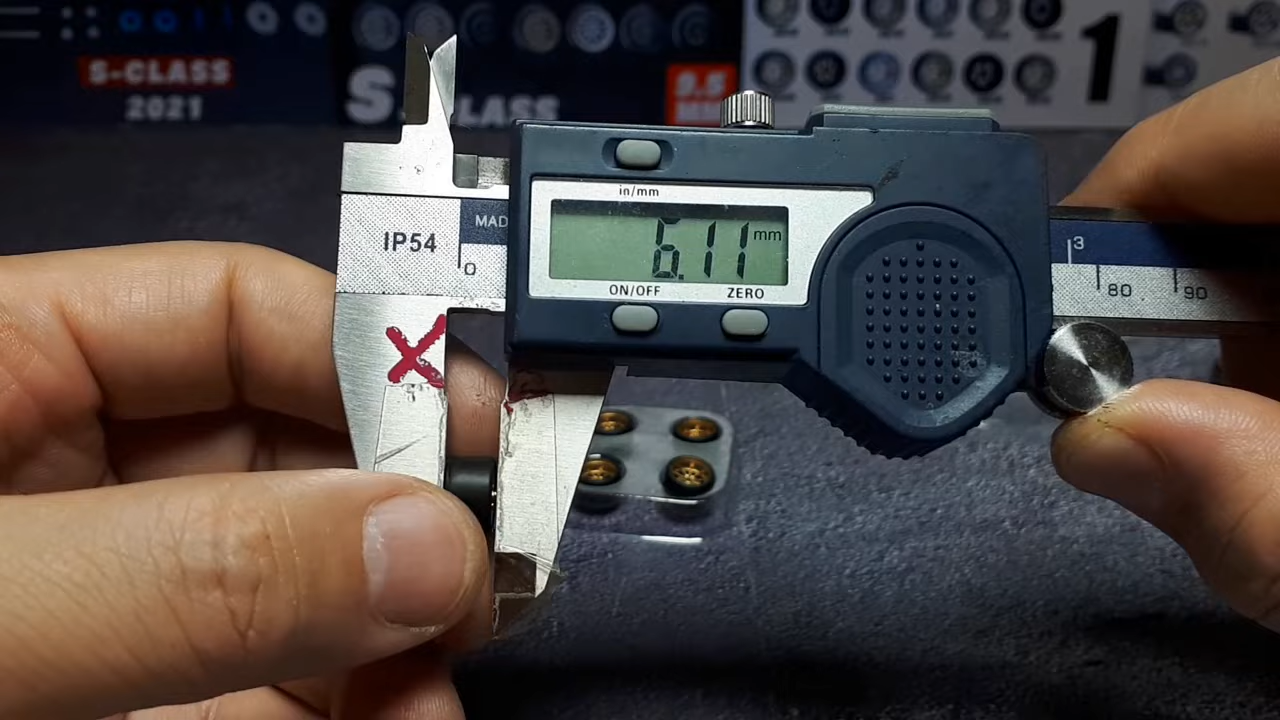 S-CLASS
2021
S-CLASS
9.5
MM
1
in/mm
6.11 mm
ON/OFF
ZERO
IP54
MAD
0
3
80
90